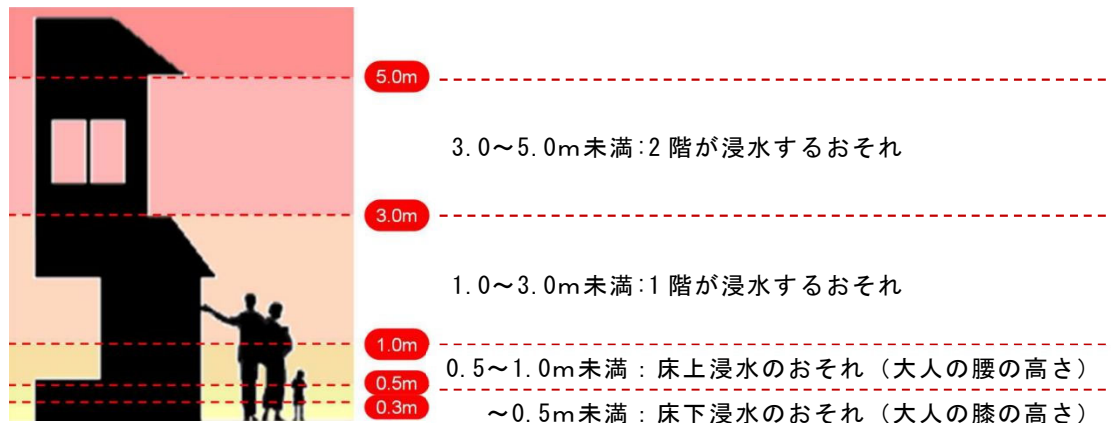 5.0m
3.0～5.0ｍ未満：2 階が浸水するおそれ
3.0m
1.0～3.0ｍ未満：1 階が浸水するおそれ
1.0m
0.5～1.0ｍ未満：床上浸水のおそれ（大人の腰の高さ）
0.5m
0.3m
～0.5ｍ未満：床下浸水のおそれ（大人の膝の高さ）